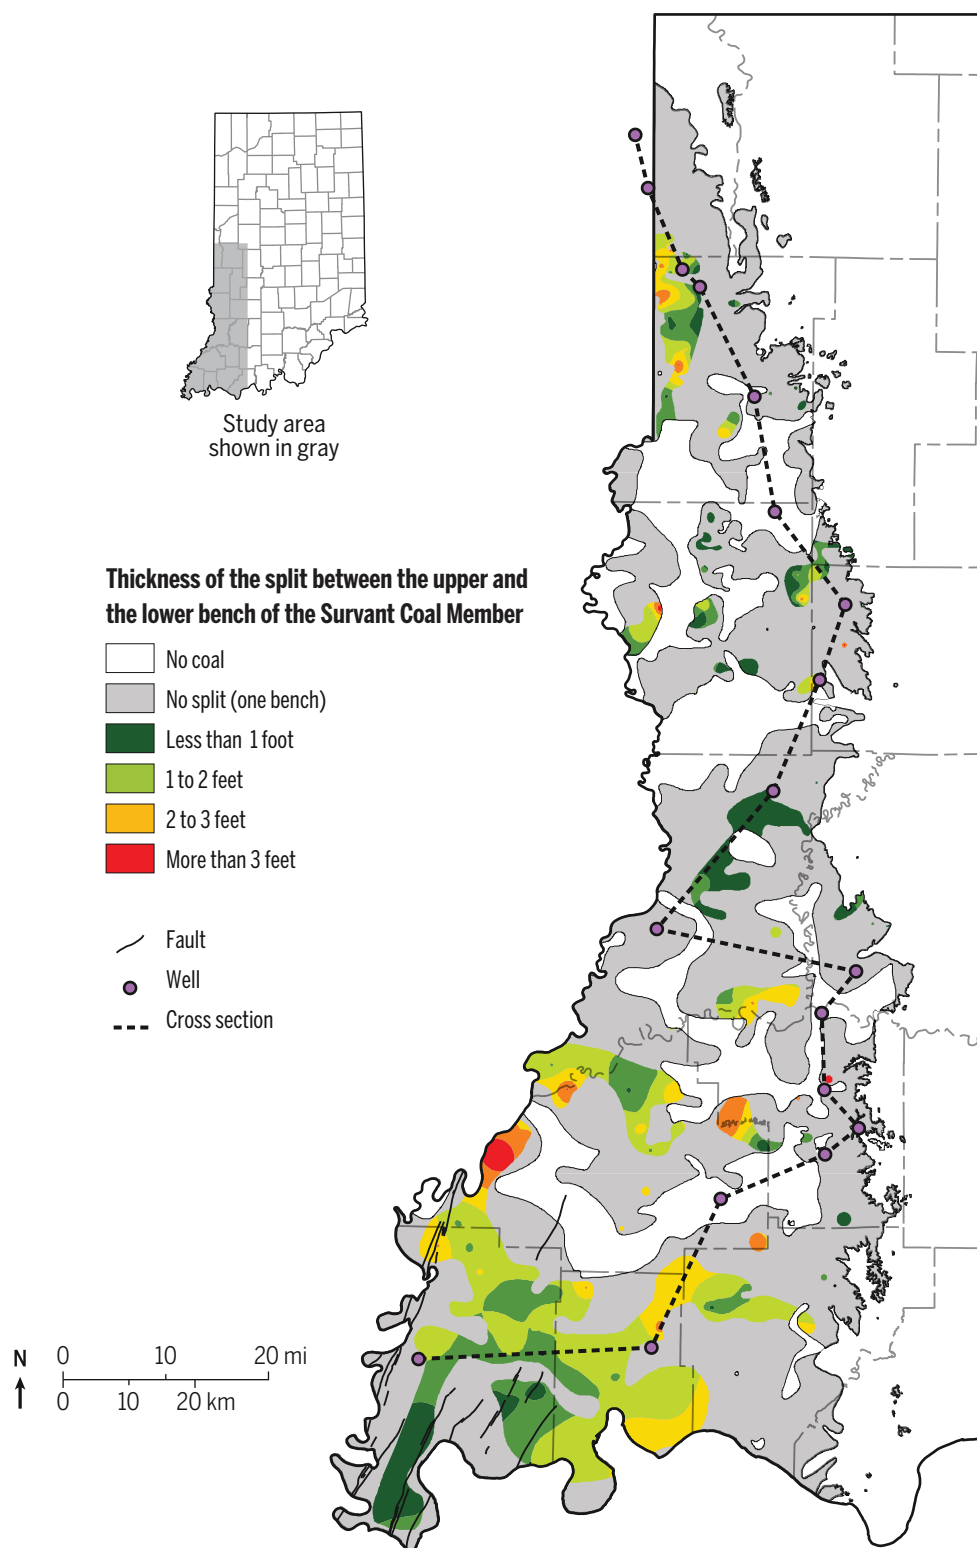 Study area
shown in gray
Thickness of the split between the upper and
the lower bench of the Survant Coal Member
No coal
No split (one bench)
Less than 1 foot
1 to 2 feet
2 to 3 feet
More than 3 feet
Fault
Well
Cross section
N
0 10 20 mi
0 10 20 km